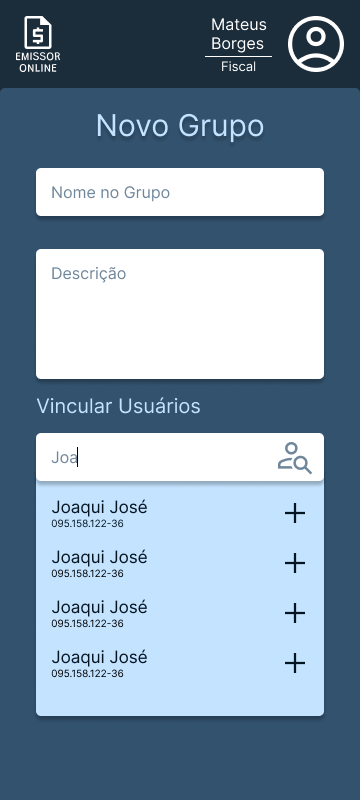 EMISSOR
ONLINE
Mateus
Borges
Fiscal
Novo Grupo
Nome no Grupo
Descrição
Vincular Usuários
Joa
Joaqui José
095.158.122-36
Joaqui José
095.158.122-36
Joaqui José
095.158.122-36
Joaqui José
095.158.122-36